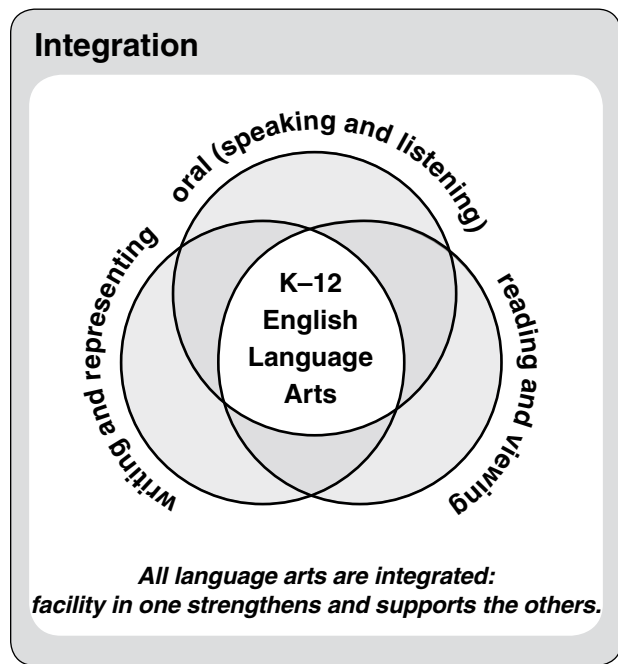 Integration
oral (speaking and listening)
writing and representing
reading and viewing
K–12
English
Language
Arts
All language arts are integrated:
facility in one strengthens and supports the others.